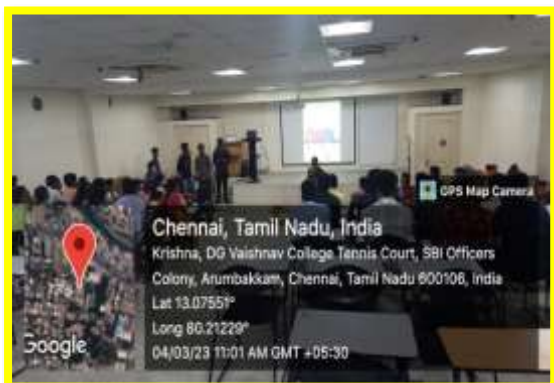 GPS Map Camera
Chennai, Tamil Nadu, India
Krishna, DG Vaishnav College Tennis Court, SBI Officers
Colony, Arumbakkam, Chennai, Tamil Nadu 600106, India
Lat 13.07551°
Long 80.21229°
04/03/23 11:01 AM GMT +05:30
Google